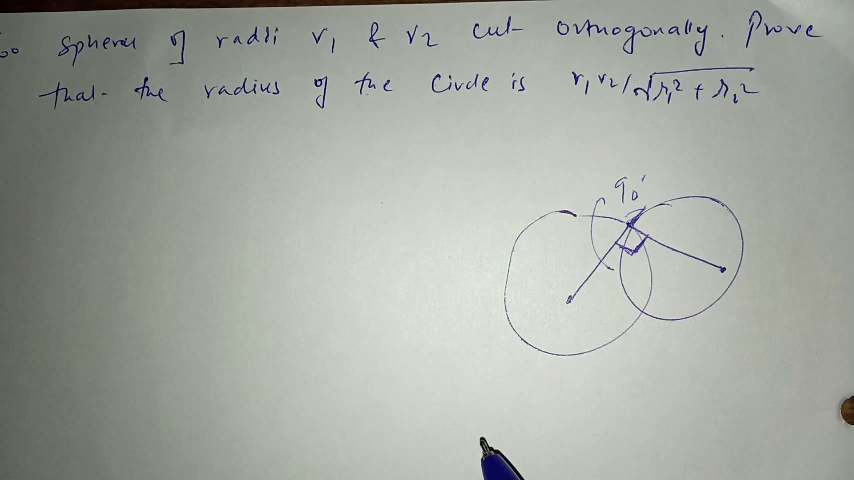 Spheres of radii r₁ & r₂ cut orthogonally. Prove
that the radius of the circle is r₁r₂/√r₁² + r₂²
90°